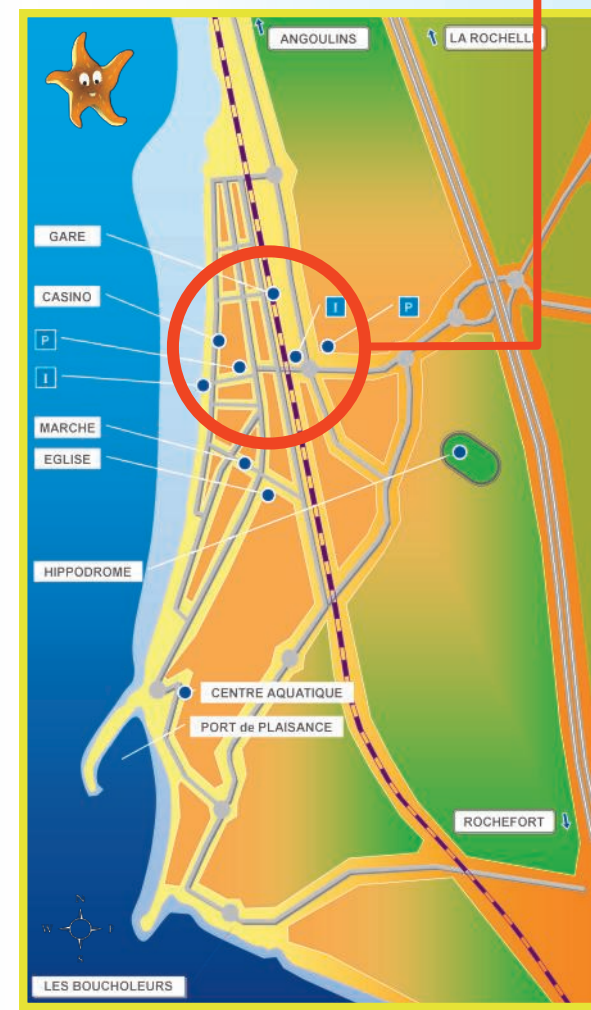 ANGOULINS
LA ROCHELL
GARE
CASINO
I
P
P
I
MARCHE
EGLISE
HIPPODROME
CENTRE AQUATIQUE
PORT de PLAISANCE
ROCHEFORT
N
W
S
LES BOUCHOLEURS